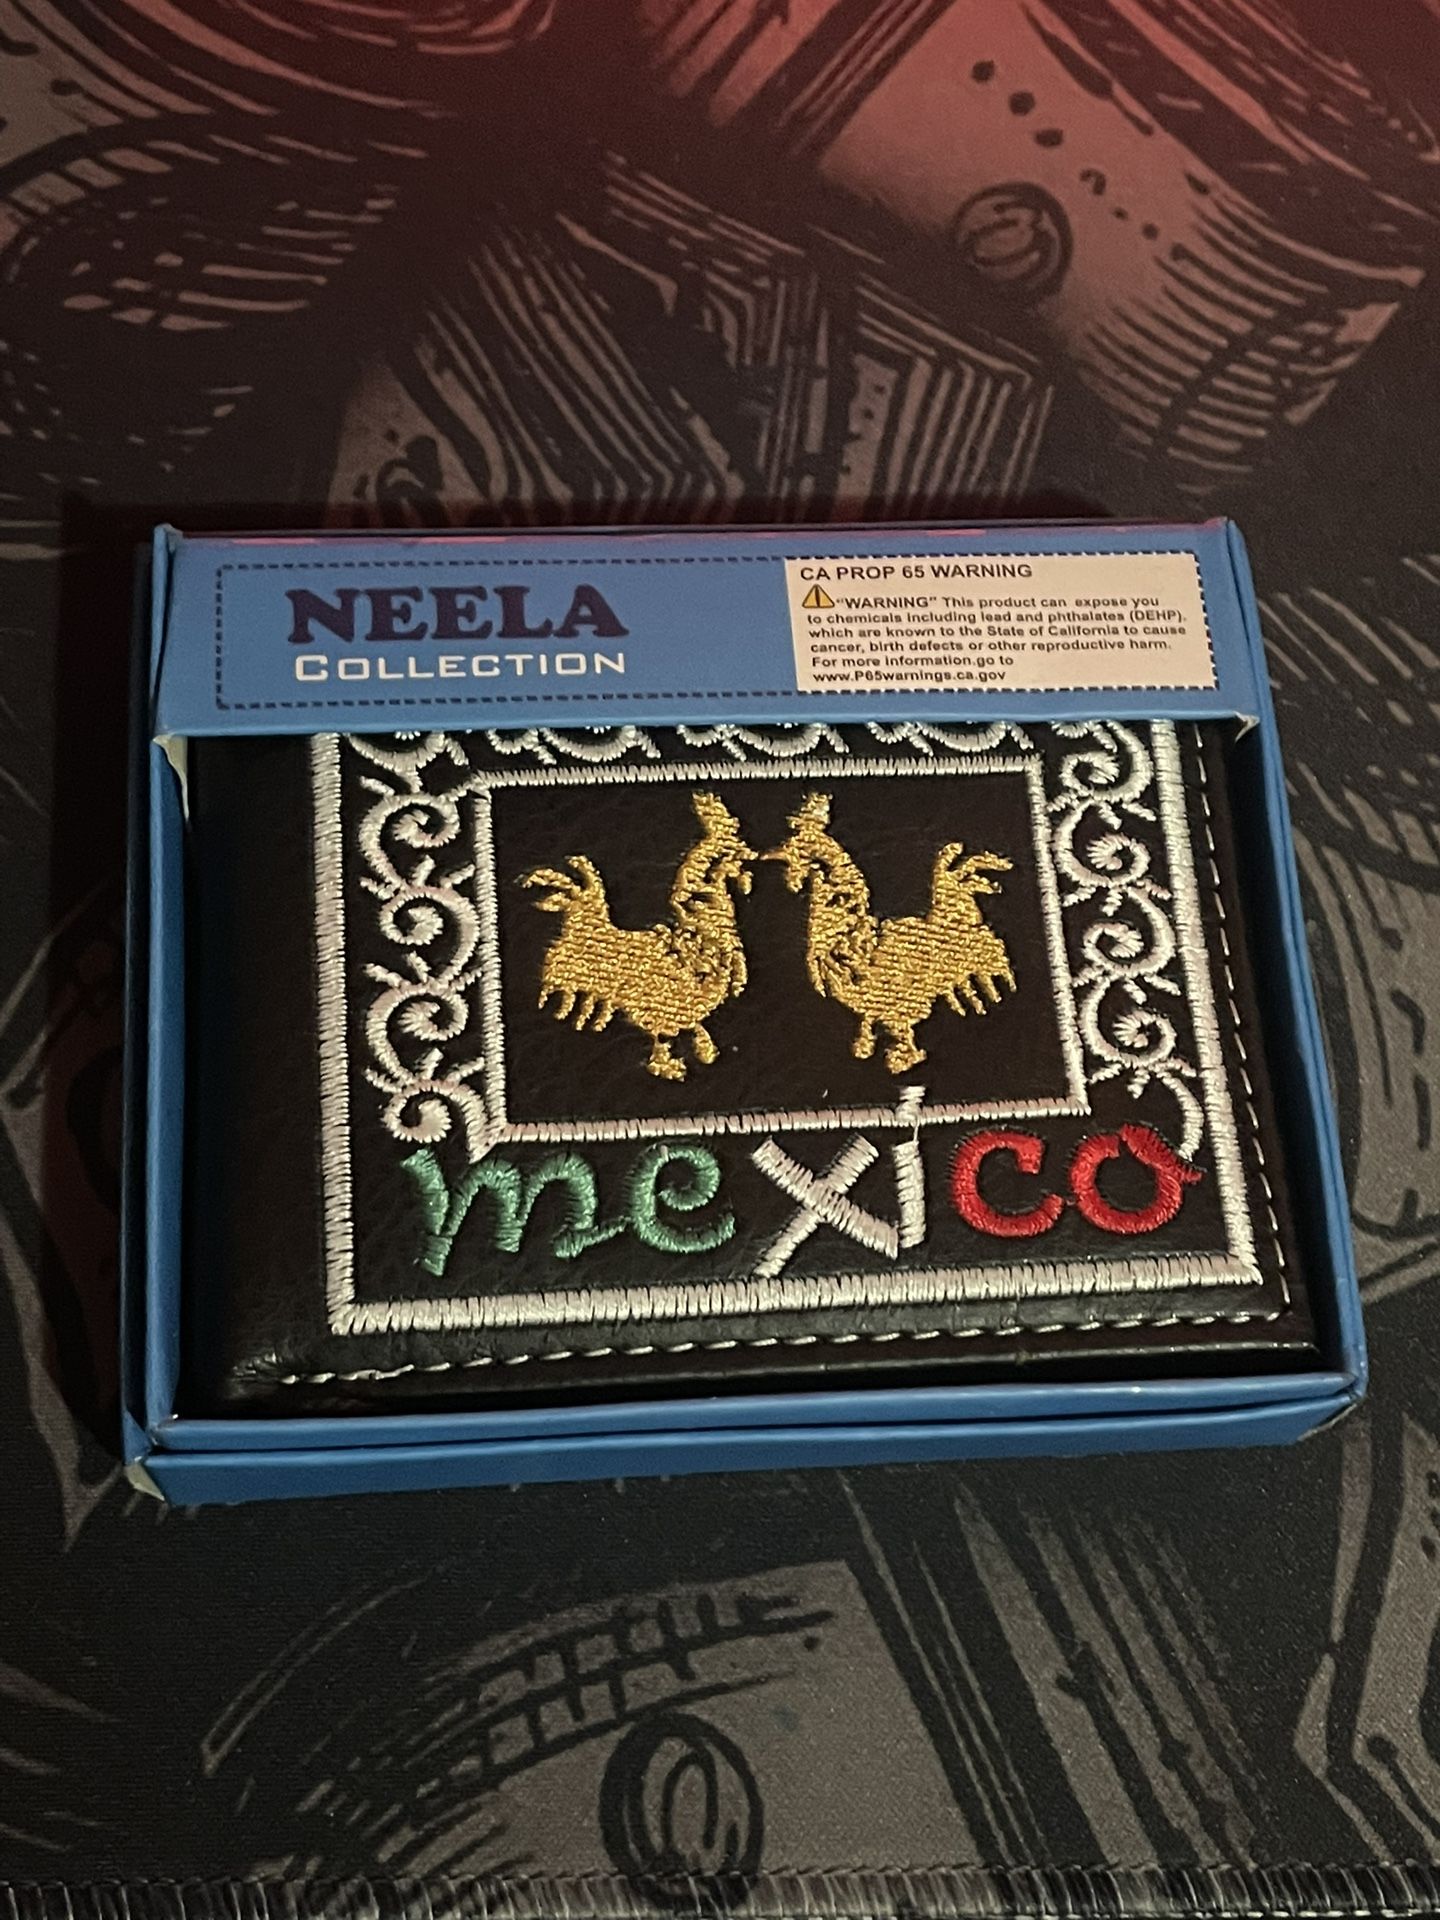 NEELA
COLLECTION
CA PROP 65 WARNING
"WARNING" This product can expose you
to chemicals including lead and phthalates (DEHP),
which are known to the State of California to cause
cancer, birth defects or other reproductive harm.
For more information.go to
www.P65warnings.ca.gov
mexico